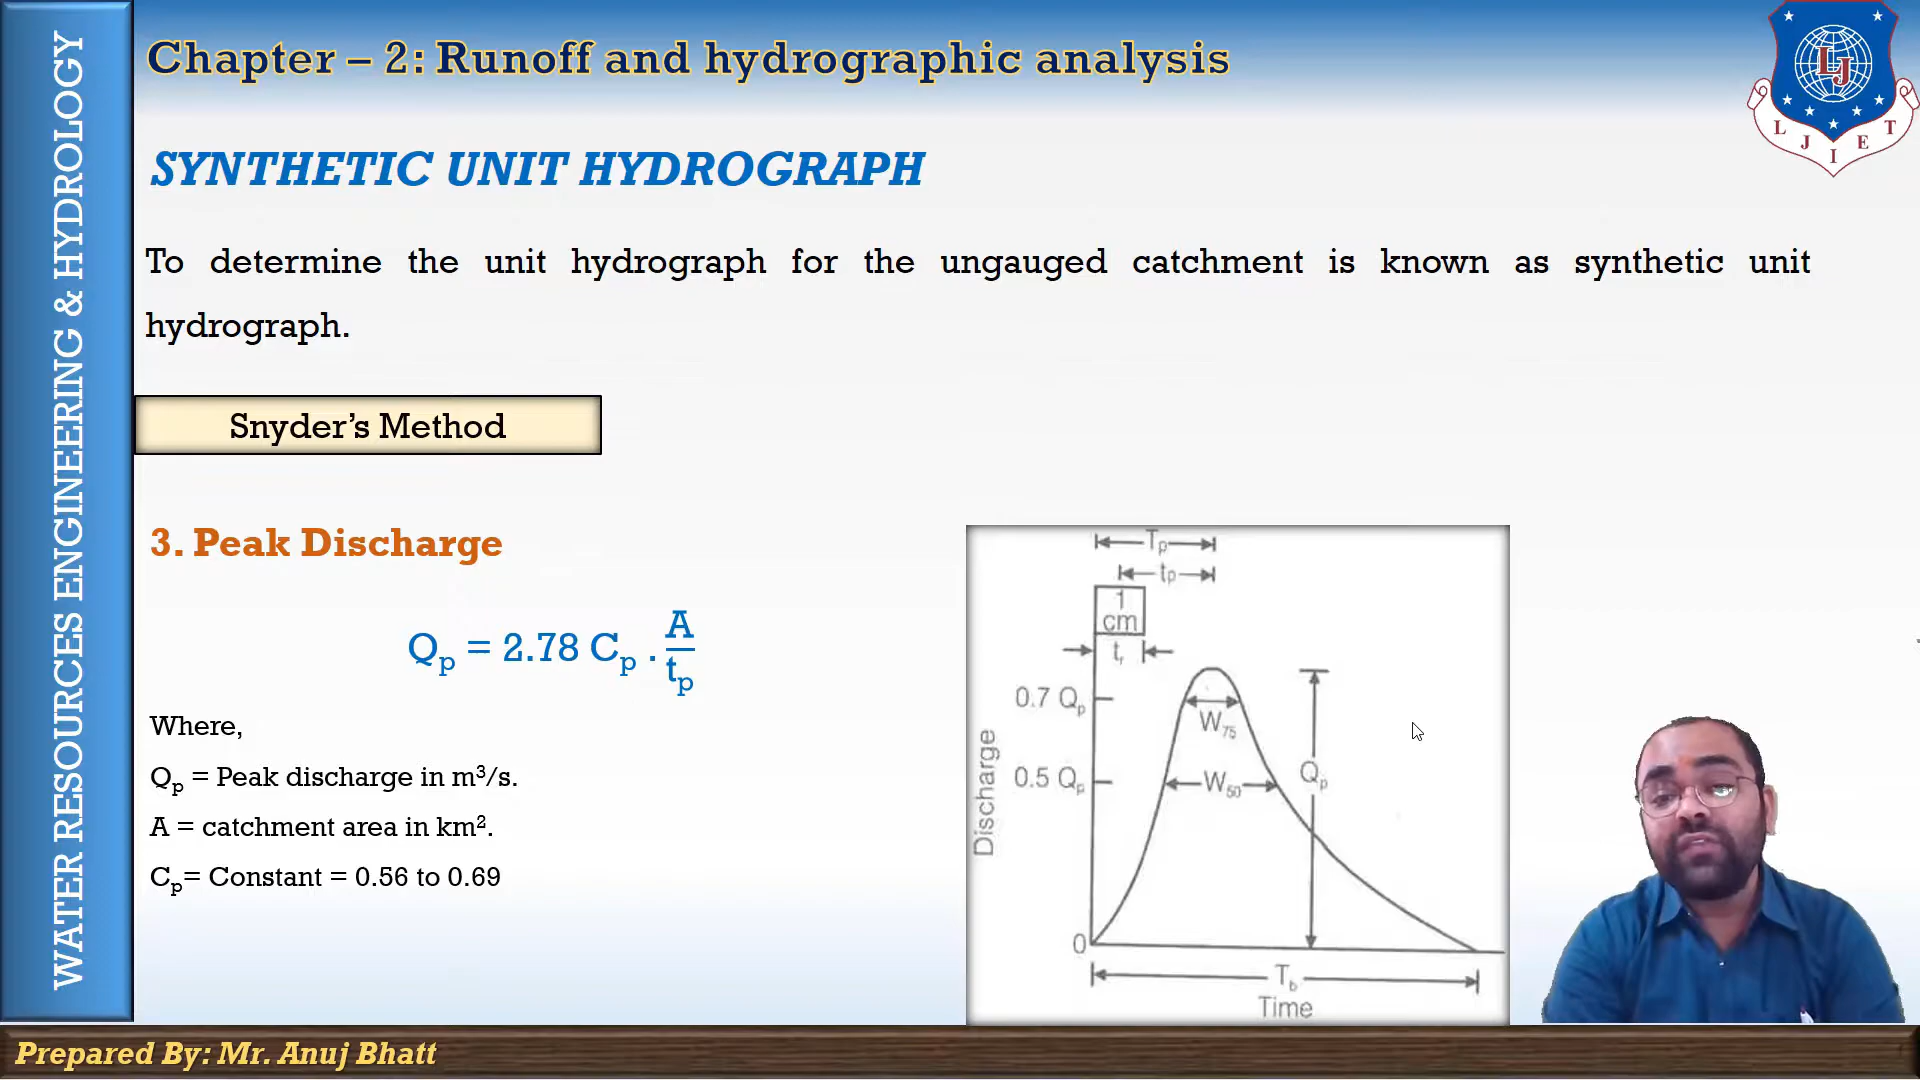 WATER RESOURCES ENGINEERING & HYDROLOGY
Chapter – 2: Runoff and hydrographic analysis
L J I E T
LJ
SYNTHETIC UNIT HYDROGRAPH
To determine the unit hydrograph for the ungauged catchment is known as synthetic unit
hydrograph.
Snyder’s Method
3. Peak Discharge
Qp = 2.78 Cp . A/tp
Where,
Qp = Peak discharge in m³/s.
A = catchment area in km².
Cp= Constant = 0.56 to 0.69
Tp
tp
1
cm
tr
0.7 Qp
W75
0.5 Qp
W50
Qp
Discharge
0
Tb
Time
Prepared By: Mr. Anuj Bhatt